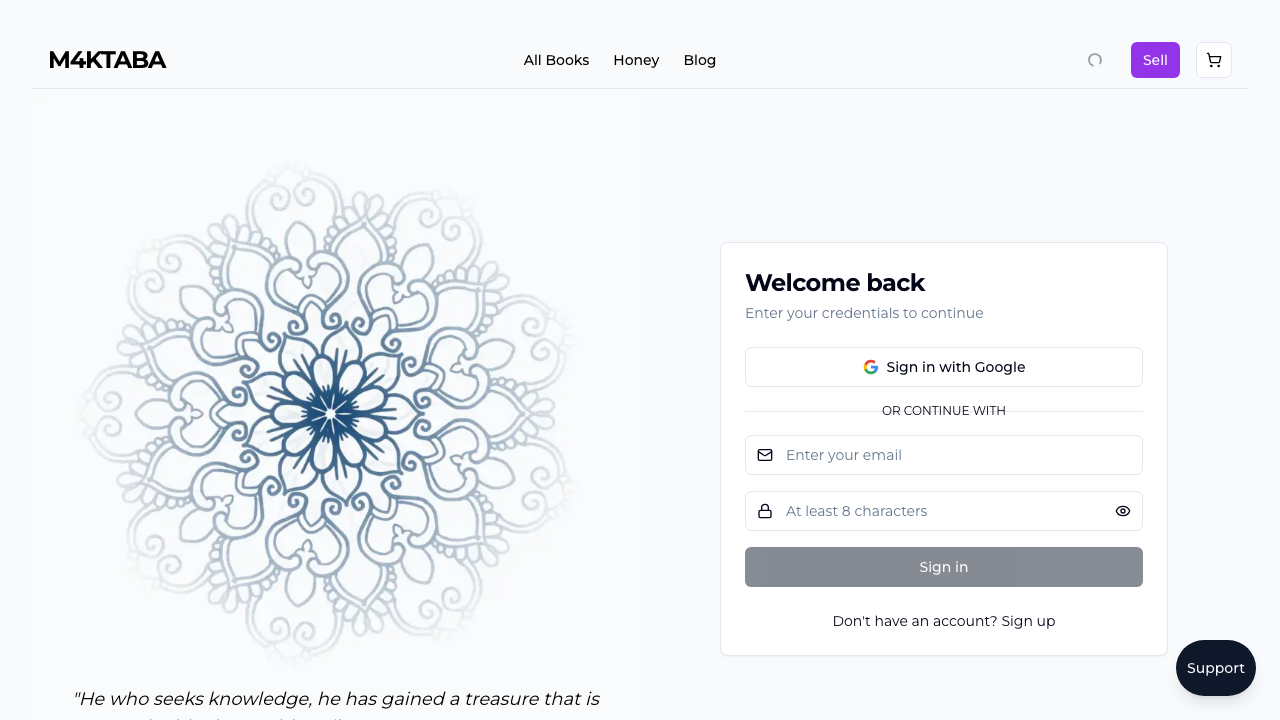 M4KTABA
All Books
Honey
Blog
Sell
Welcome back
Enter your credentials to continue
Sign in with Google
OR CONTINUE WITH
Enter your email
At least 8 characters
Sign in
Don't have an account? Sign up
Support
"He who seeks knowledge, he has gained a treasure that is